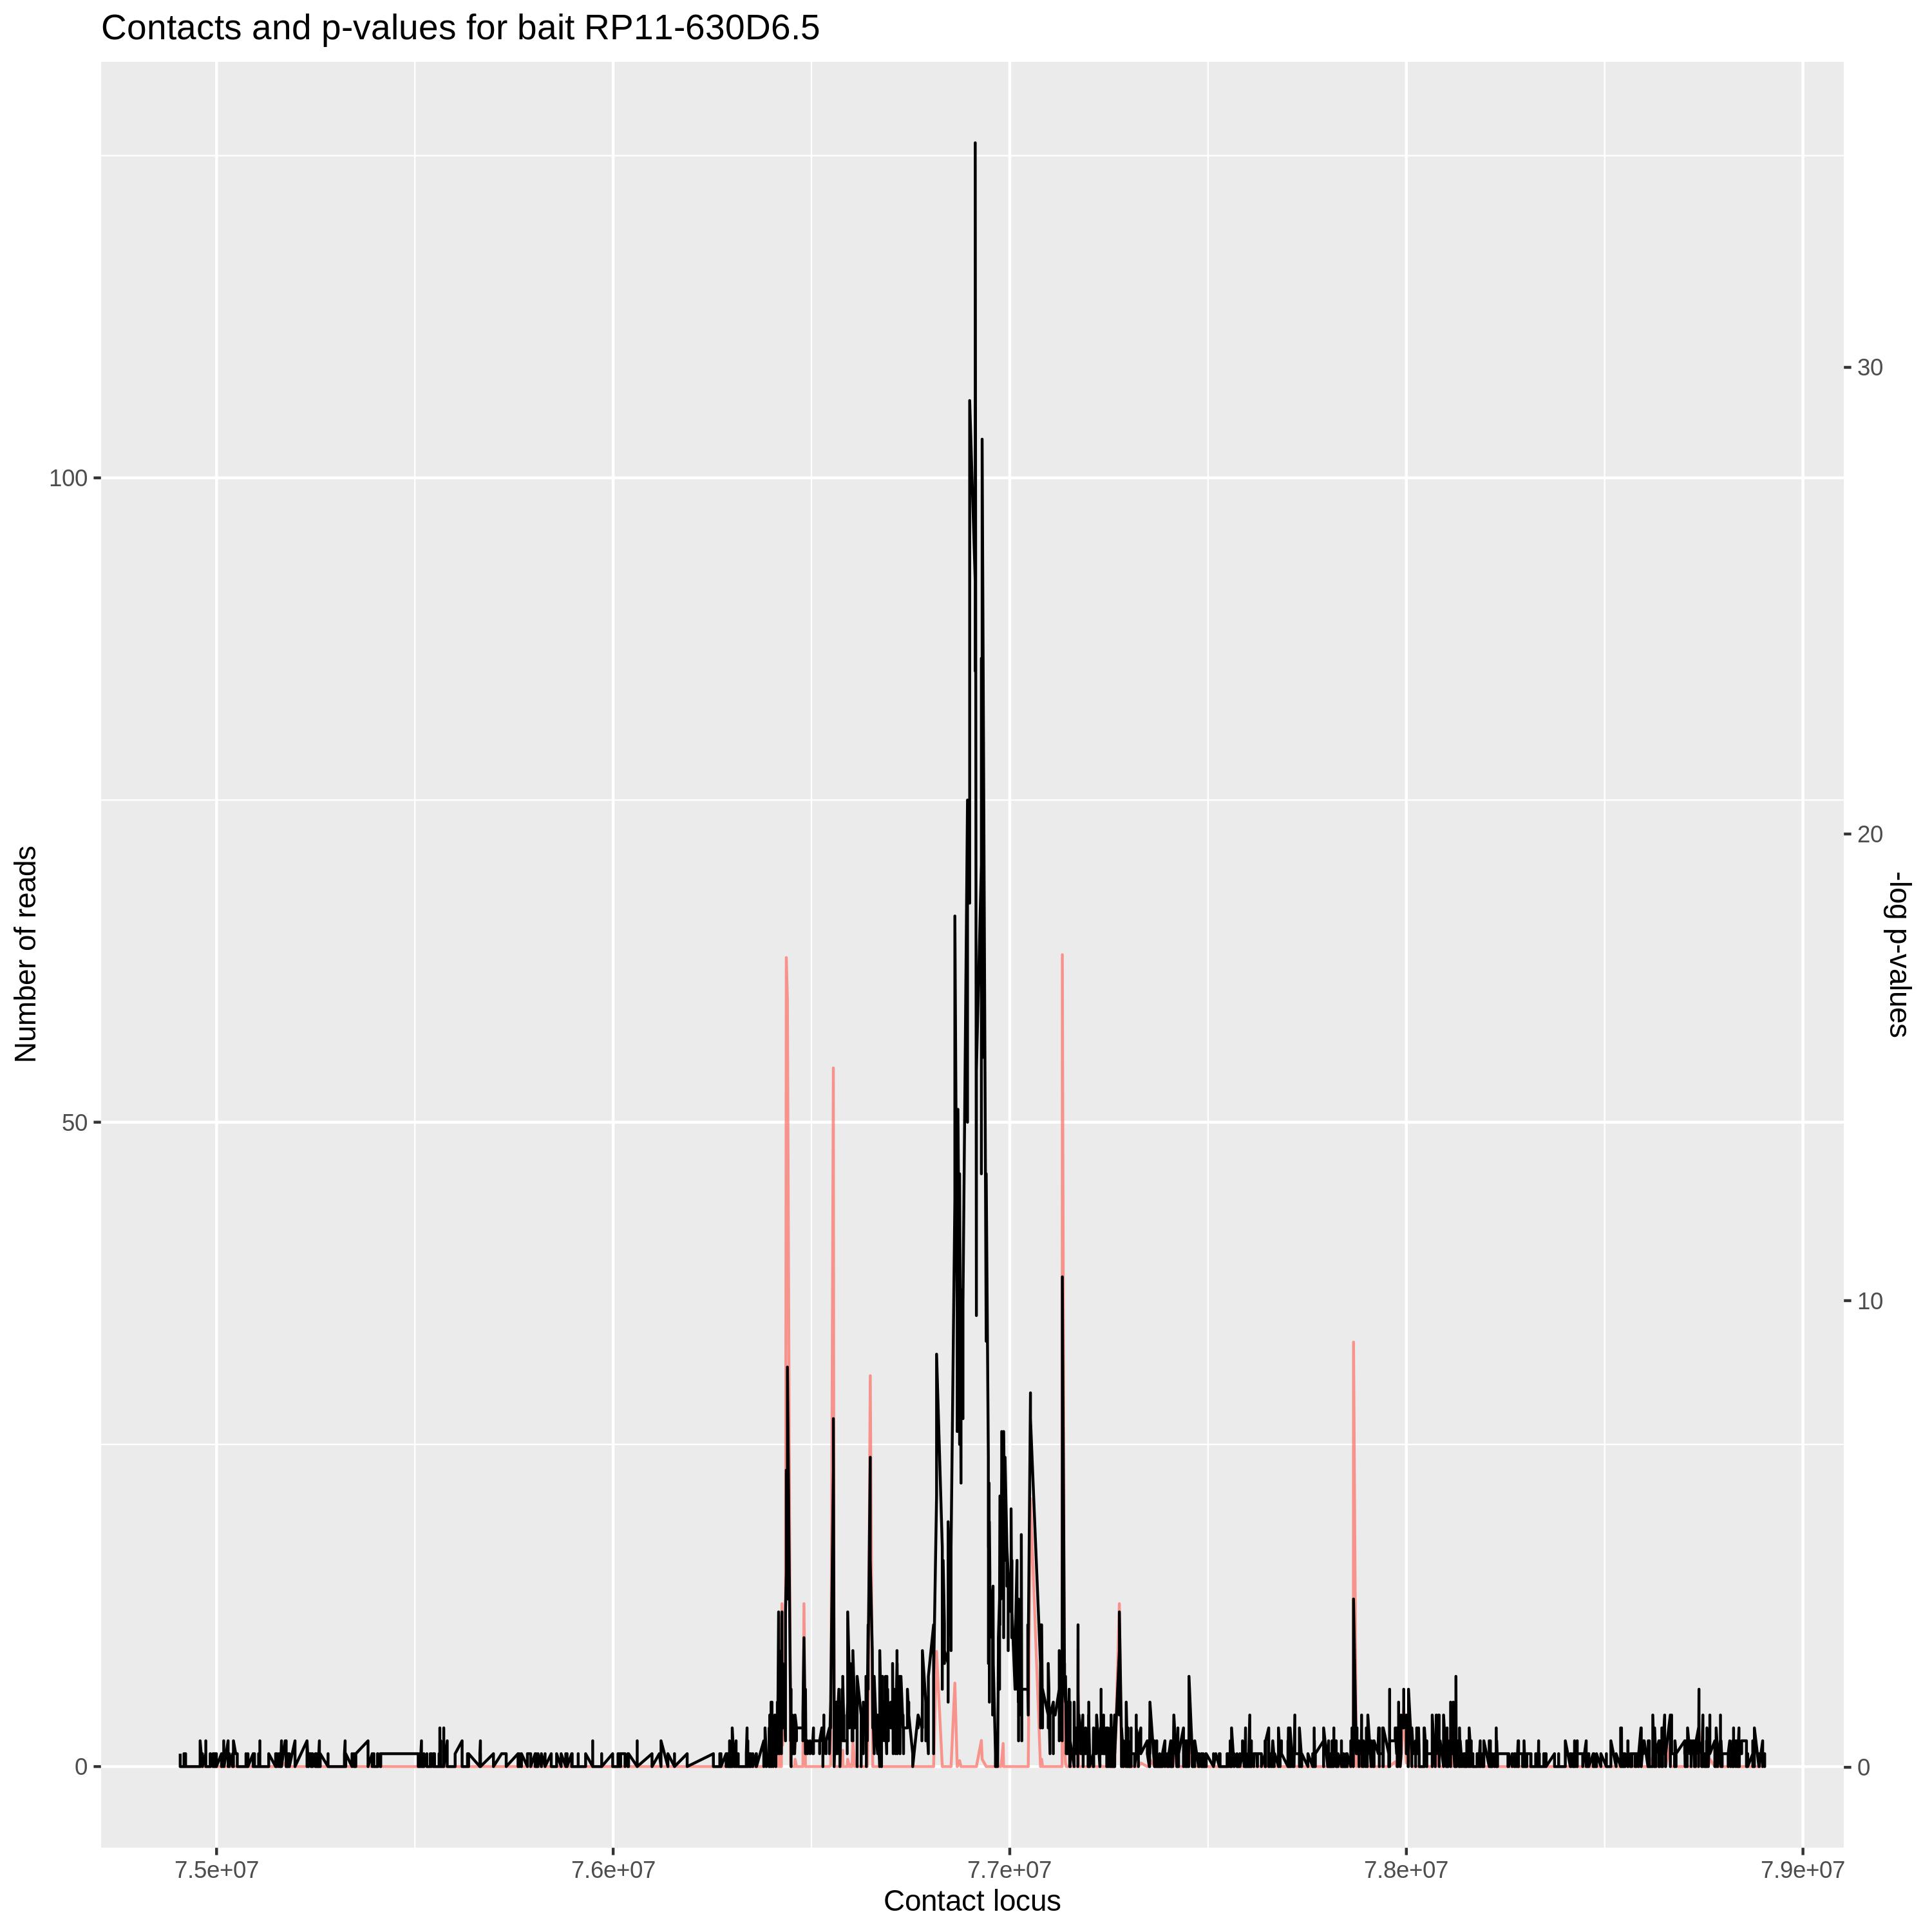 Contacts and p-values for bait RP11-630D6.5
Number of reads
100
50
0
30
20
10
0
-log p-values
7.5e+07 7.6e+07 7.7e+07 7.8e+07 7.9e+07
Contact locus